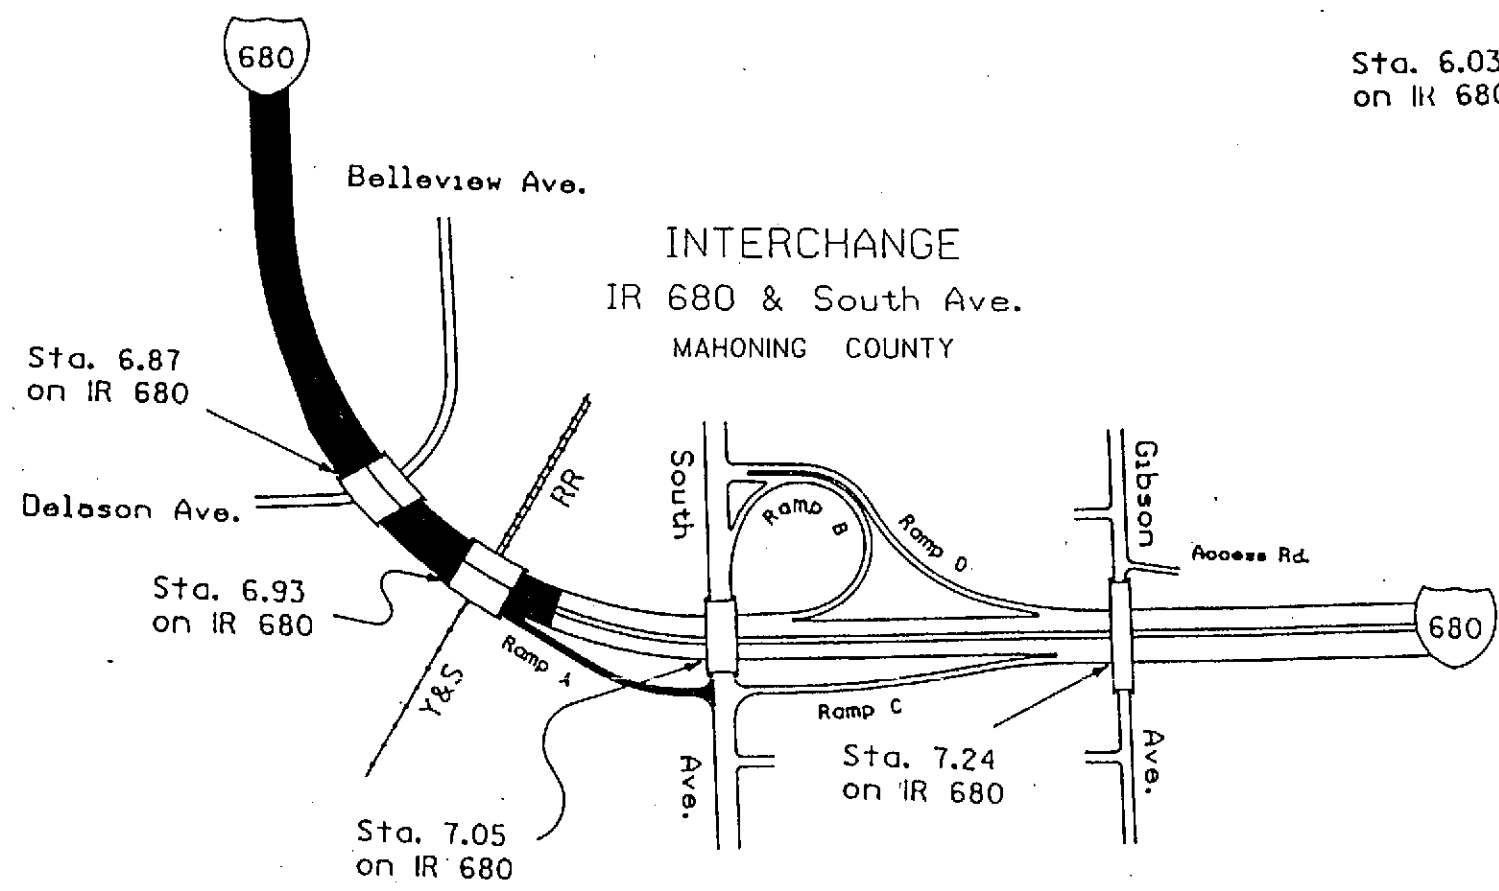 680
Sta. 6.03
on IR 680
Belleview Ave.
INTERCHANGE
IR 680 & South Ave.
MAHONING COUNTY
Sta. 6.87
on IR 680
Delason Ave.
RR
South
Ramp B
Ramp D
Gibson
Access Rd.
Sta. 6.93
on IR 680
Ramp A
Y&S
680
Ramp C
Sta. 7.24
on IR 680
Ave.
Ave.
Sta. 7.05
on IR 680